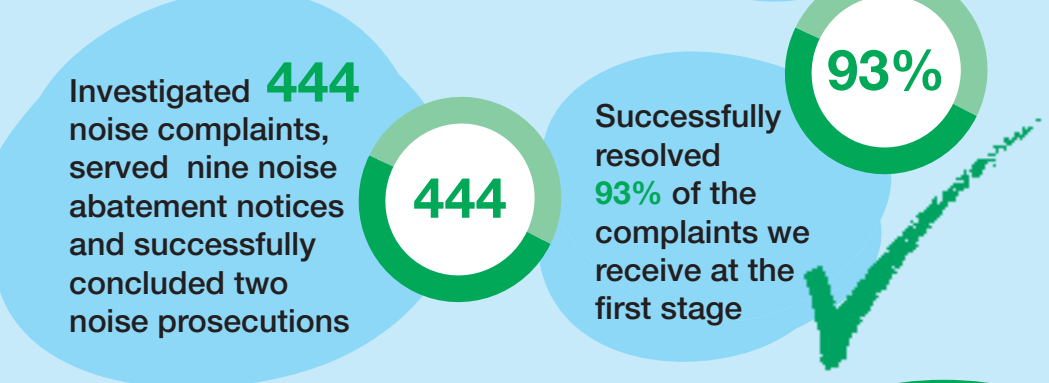 Investigated 444
noise complaints,
served nine noise
abatement notices
and successfully
concluded two
noise prosecutions
444
Successfully
resolved
93% of the
complaints we
receive at the
first stage
93%